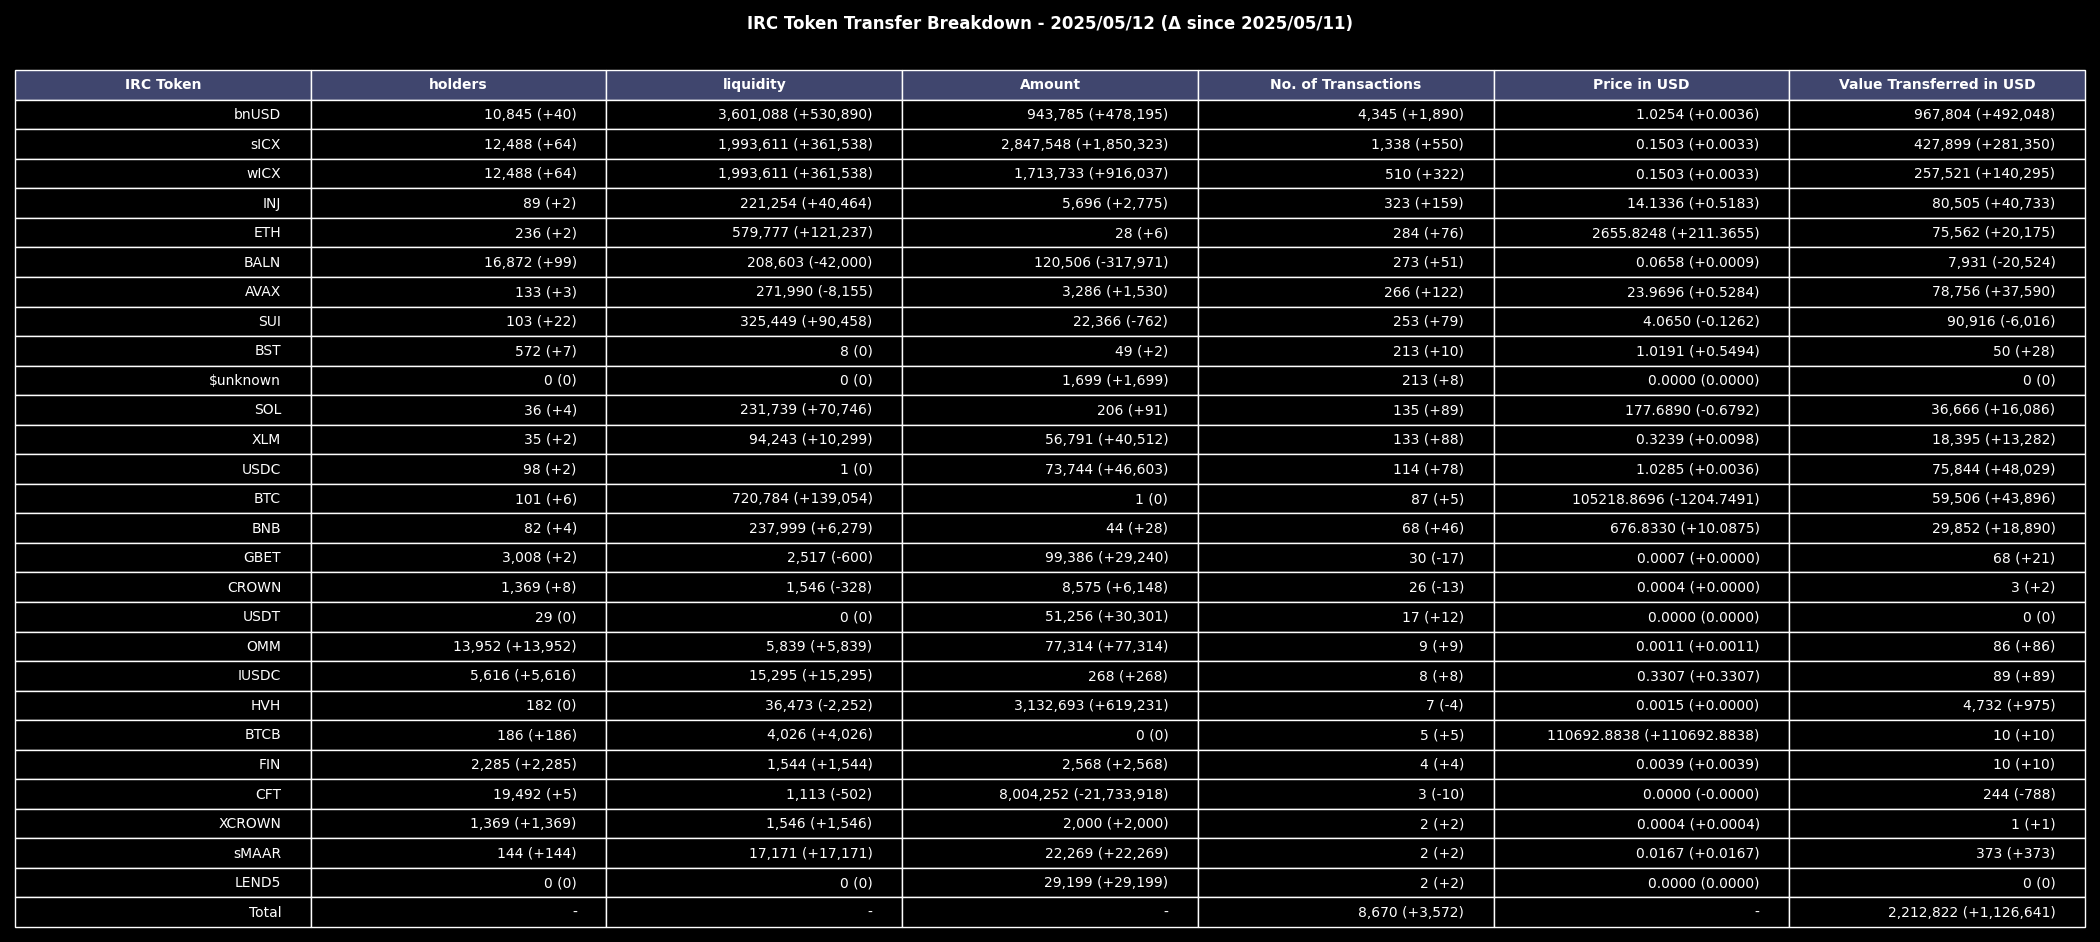 IRC Token Transfer Breakdown - 2025/05/12 (Δ since 2025/05/11)
IRC Token holders liquidity Amount No. of Transactions Price in USD Value Transferred in USD
bnUSD 10,845 (+40) 3,601,088 (+530,890) 943,785 (+478,195) 4,345 (+1,890) 1.0254 (+0.0036) 967,804 (+492,048)
sICX 12,488 (+64) 1,993,611 (+361,538) 2,847,548 (+1,850,323) 1,338 (+550) 0.1503 (+0.0033) 427,899 (+281,350)
wICX 12,488 (+64) 1,993,611 (+361,538) 1,713,733 (+916,037) 510 (+322) 0.1503 (+0.0033) 257,521 (+140,295)
INJ 89 (+2) 221,254 (+40,464) 5,696 (+2,775) 323 (+159) 14.1336 (+0.5183) 80,505 (+40,733)
ETH 236 (+2) 579,777 (+121,237) 28 (+6) 284 (+76) 2655.8248 (+211.3655) 75,562 (+20,175)
BALN 16,872 (+99) 208,603 (-42,000) 120,506 (-317,971) 273 (+51) 0.0658 (+0.0009) 7,931 (-20,524)
AVAX 133 (+3) 271,990 (-8,155) 3,286 (+1,530) 266 (+122) 23.9696 (+0.5284) 78,756 (+37,590)
SUI 103 (+22) 325,449 (+90,458) 22,366 (-762) 253 (+79) 4.0650 (-0.1262) 90,916 (-6,016)
BST 572 (+7) 8 (0) 49 (+2) 213 (+10) 1.0191 (+0.5494) 50 (+28)
$unknown 0 (0) 0 (0) 1,699 (+1,699) 213 (+8) 0.0000 (0.0000) 0 (0)
SOL 36 (+4) 231,739 (+70,746) 206 (+91) 135 (+89) 177.6890 (-0.6792) 36,666 (+16,086)
XLM 35 (+2) 94,243 (+10,299) 56,791 (+40,512) 133 (+88) 0.3239 (+0.0098) 18,395 (+13,282)
USDC 98 (+2) 1 (0) 73,744 (+46,603) 114 (+78) 1.0285 (+0.0036) 75,844 (+48,029)
BTC 101 (+6) 720,784 (+139,054) 1 (0) 87 (+5) 105218.8696 (-1204.7491) 59,506 (+43,896)
BNB 82 (+4) 237,999 (+6,279) 44 (+28) 68 (+46) 676.8330 (+10.0875) 29,852 (+18,890)
GBET 3,008 (+2) 2,517 (-600) 99,386 (+29,240) 30 (-17) 0.0007 (+0.0000) 68 (+21)
CROWN 1,369 (+8) 1,546 (-328) 8,575 (+6,148) 26 (-13) 0.0004 (+0.0000) 3 (+2)
USDT 29 (0) 0 (0) 51,256 (+30,301) 17 (+12) 0.0000 (0.0000) 0 (0)
OMM 13,952 (+13,952) 5,839 (+5,839) 77,314 (+77,314) 9 (+9) 0.0011 (+0.0011) 86 (+86)
IUSDC 5,616 (+5,616) 15,295 (+15,295) 268 (+268) 8 (+8) 0.3307 (+0.3307) 89 (+89)
HVH 182 (0) 36,473 (-2,252) 3,132,693 (+619,231) 7 (-4) 0.0015 (+0.0000) 4,732 (+975)
BTCB 186 (+186) 4,026 (+4,026) 0 (0) 5 (+5) 110692.8838 (+110692.8838) 10 (+10)
FIN 2,285 (+2,285) 1,544 (+1,544) 2,568 (+2,568) 4 (+4) 0.0039 (+0.0039) 10 (+10)
CFT 19,492 (+5) 1,113 (-502) 8,004,252 (-21,733,918) 3 (-10) 0.0000 (-0.0000) 244 (-788)
XCROWN 1,369 (+1,369) 1,546 (+1,546) 2,000 (+2,000) 2 (+2) 0.0004 (+0.0004) 1 (+1)
sMAAR 144 (+144) 17,171 (+17,171) 22,269 (+22,269) 2 (+2) 0.0167 (+0.0167) 373 (+373)
LEND5 0 (0) 0 (0) 29,199 (+29,199) 2 (+2) 0.0000 (0.0000) 0 (0)
Total - - - 8,670 (+3,572) - 2,212,822 (+1,126,641)